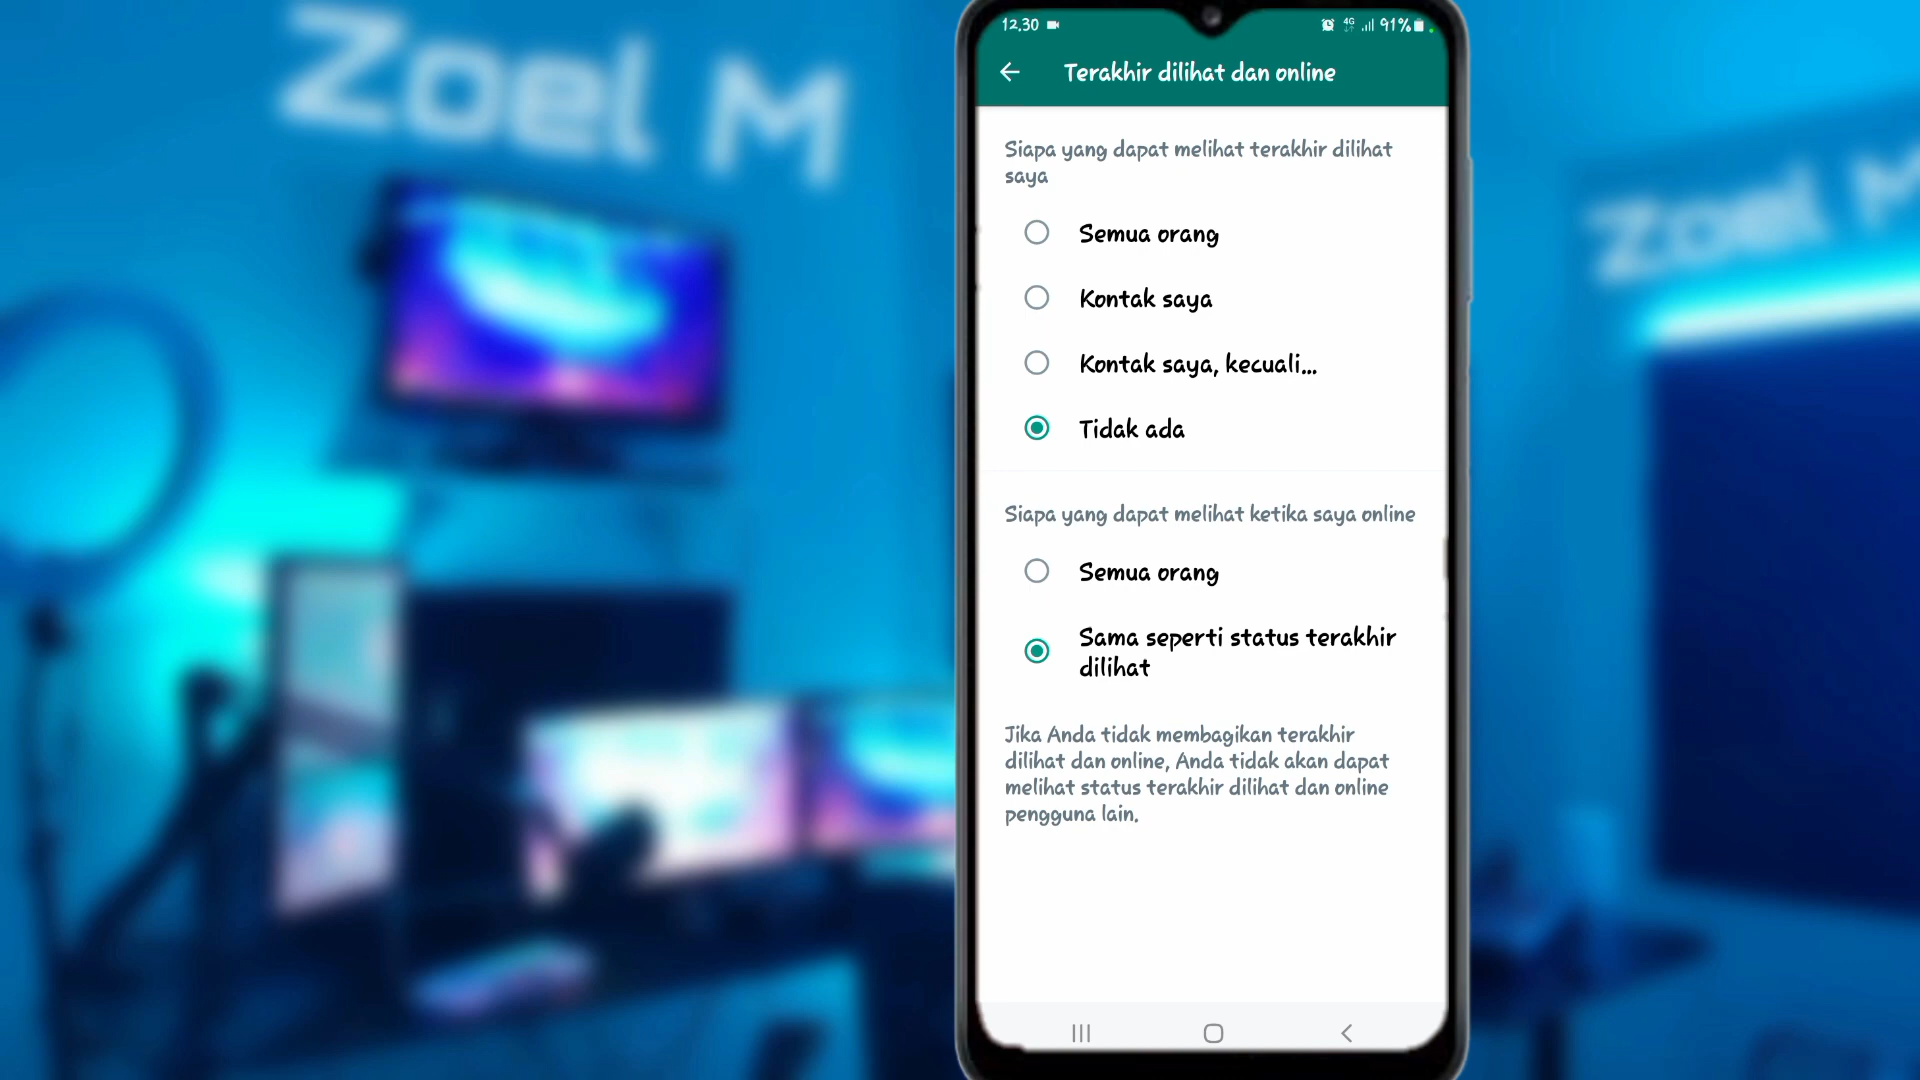 Zoel M
Zoel M
12.30
4G
91%
Terakhir dilihat dan online
Siapa yang dapat melihat terakhir dilihat
saya
Semua orang
Kontak saya
Kontak saya, kecuali...
Tidak ada
Siapa yang dapat melihat ketika saya online
Semua orang
Sama seperti status terakhir
dilihat
Jika Anda tidak membagikan terakhir
dilihat dan online, Anda tidak akan dapat
melihat status terakhir dilihat dan online
pengguna lain.